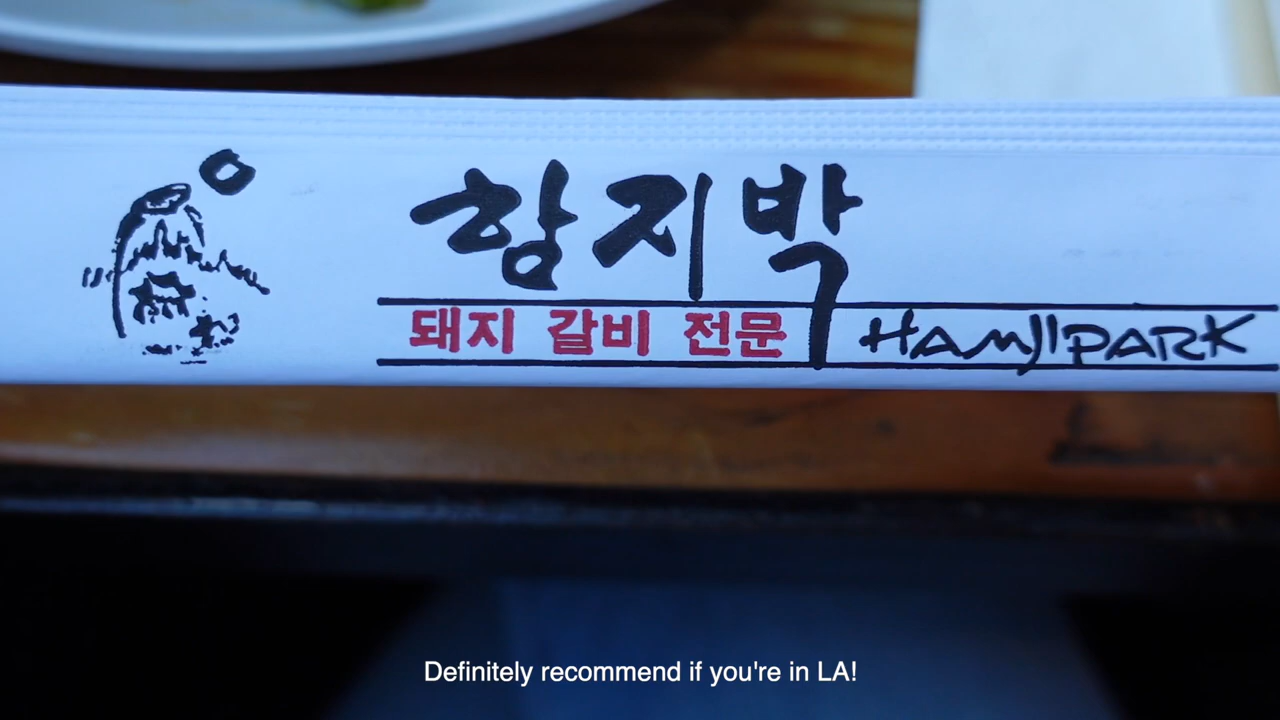 함지박
돼지 갈비 전문
HAMJIPARK
Definitely recommend if you're in LA!